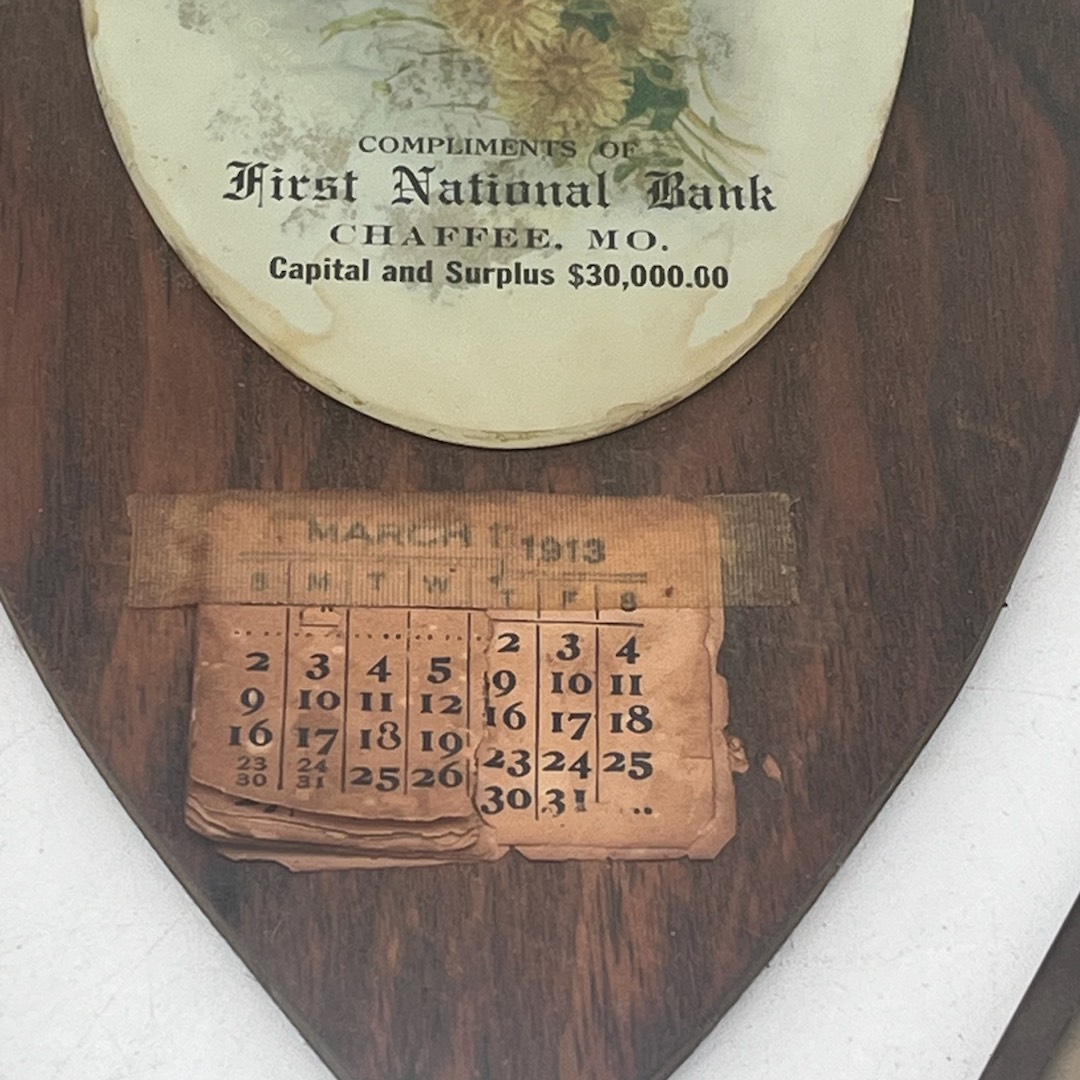 COMPLIMENTS OF
First National Bank
CHAFFEE, MO.
Capital and Surplus $30,000.00
MARCH 1913
S M T W T F S
2 3 4
2 3 4 5 9 10 11
9 10 11 12 16 17 18
16 17 18 19 23 24 25
23 24 25 26 30 31
30 31